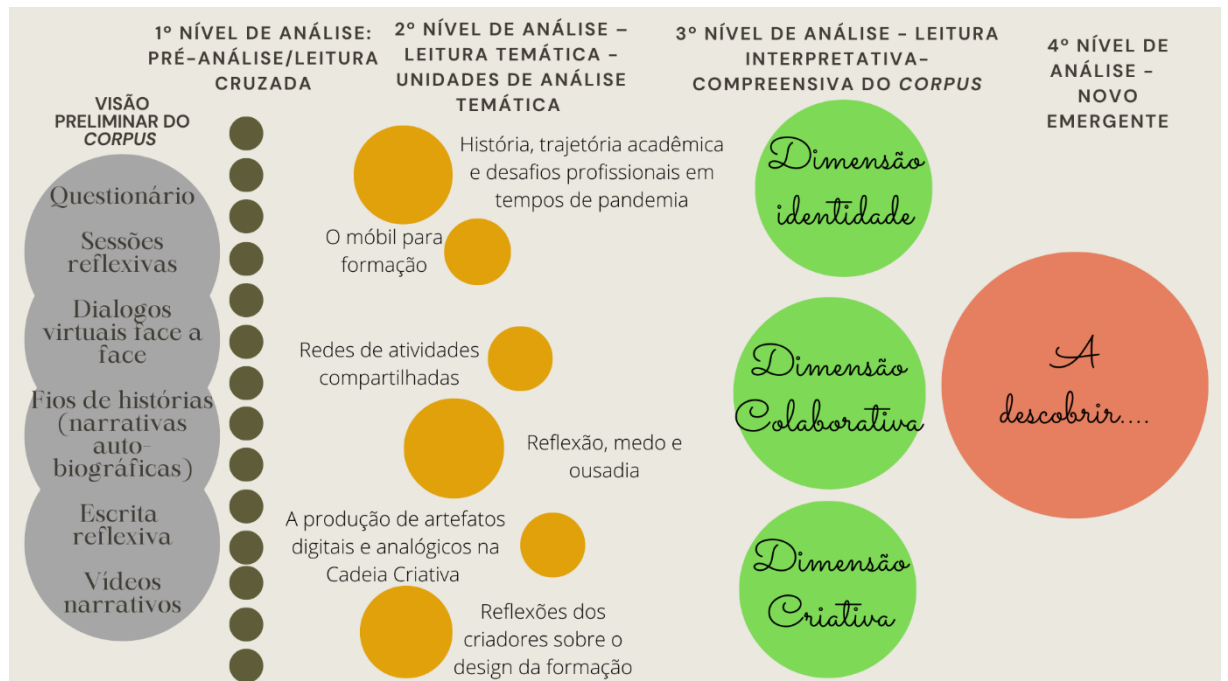 1º NÍVEL DE ANÁLISE:
PRÉ-ANÁLISE/LEITURA
CRUZADA
2º NÍVEL DE ANÁLISE –
LEITURA TEMÁTICA -
UNIDADES DE ANÁLISE
TEMÁTICA
3º NÍVEL DE ANÁLISE - LEITURA
INTERPRETATIVA-
COMPREENSIVA DO CORPUS
4º NÍVEL DE
ANÁLISE -
NOVO
EMERGENTE
VISÃO
PRELIMINAR DO
CORPUS
Questionário
Sessões
reflexivas
Dialogos
virtuais face a
face
Fios de histórias
(narrativas
auto-
biográficas)
Escrita
reflexiva
Vídeos
narrativos
História, trajetória acadêmica
e desafios profissionais em
tempos de pandemia
O móbil para
formação
Redes de atividades
compartilhadas
Reflexão, medo e
ousadia
A produção de artefatos
digitais e analógicos na
Cadeia Criativa
Reflexões dos
criadores sobre o
design da formação
Dimensão
identidade
Dimensão
Colaborativa
Dimensão
Criativa
A
descobrir....